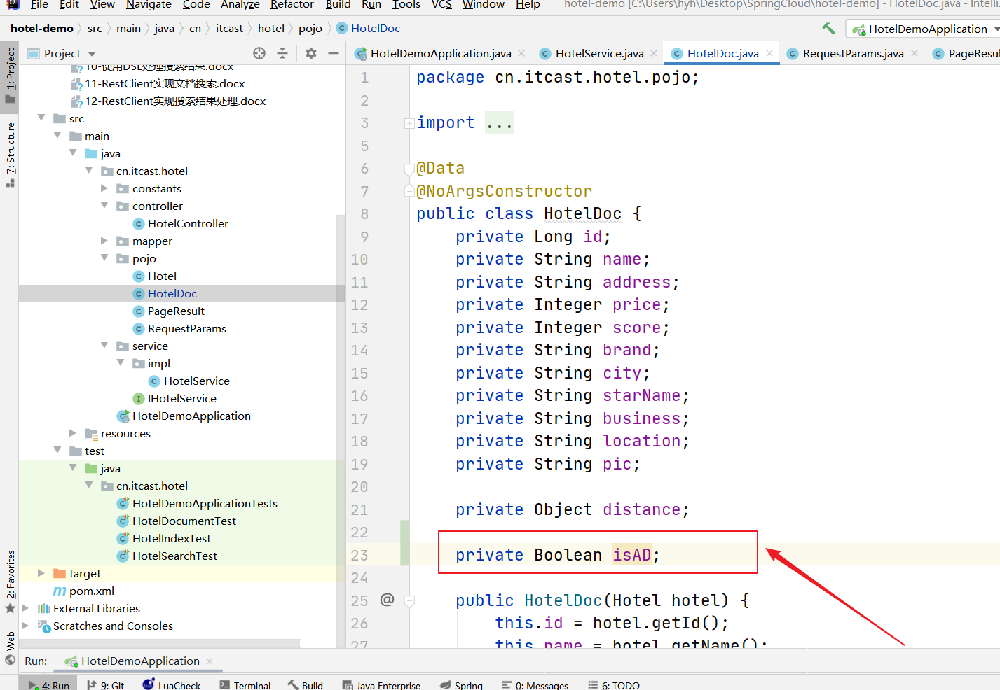 File Edit View Navigate Code Analyze Refactor Build Run Tools VCS Window Help hotel-demo [C:\Users\hyh\Desktop\SpringCloud\hotel-demo] - HotelDoc.java - Intelli
hotel-demo src main java cn itcast hotel pojo HotelDoc HotelDemoApplication
Project
HotelDemoApplication.java HotelService.java HotelDoc.java RequestParams.java PageResul
1: Project
7: Structure
2: Favorites
Web
10-使用DSL处理搜索结果.docx
11-RestClient实现文档搜索.docx
12-RestClient实现搜索结果处理.docx
src
main
java
cn.itcast.hotel
constants
controller
HotelController
mapper
pojo
Hotel
HotelDoc
PageResult
RequestParams
service
impl
HotelService
IHotelService
HotelDemoApplication
resources
test
java
cn.itcast.hotel
HotelDemoApplicationTests
HotelDocumentTest
HotelIndexTest
HotelSearchTest
target
pom.xml
External Libraries
Scratches and Consoles
1 package cn.itcast.hotel.pojo;
2
3 import ...
5
6 @Data
7 @NoArgsConstructor
8 public class HotelDoc {
9 private Long id;
10 private String name;
11 private String address;
12 private Integer price;
13 private Integer score;
14 private String brand;
15 private String city;
16 private String starName;
17 private String business;
18 private String location;
19 private String pic;
20
21 private Object distance;
22
23 private Boolean isAD;
24
25 @ public HotelDoc(Hotel hotel) {
26 this.id = hotel.getId();
27 this.name = hotel.getName();
Run: HotelDemoApplication
4: Run 9: Git LuaCheck Terminal Build Java Enterprise Spring 0: Messages 6: TODO